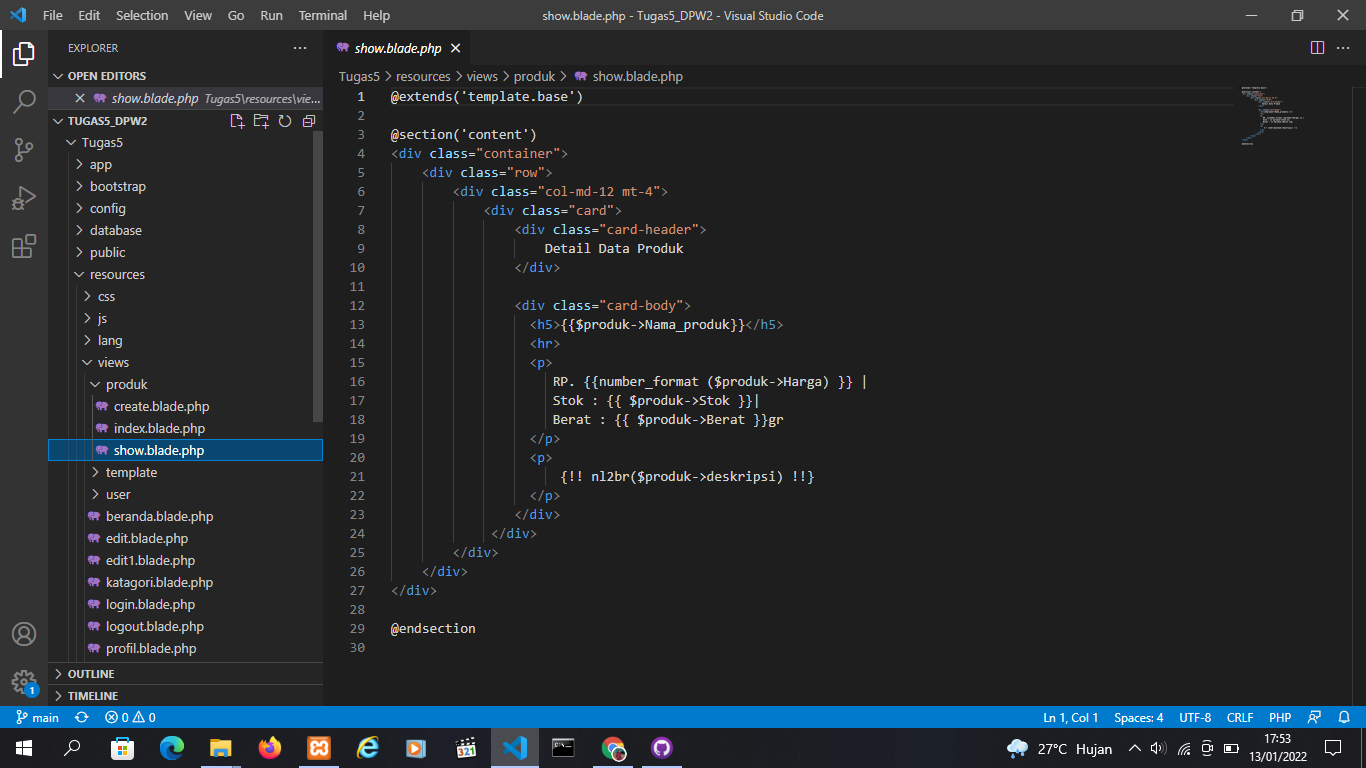 File Edit Selection View Go Run Terminal Help show.blade.php - Tugas5_DPW2 - Visual Studio Code
EXPLORER
OPEN EDITORS
show.blade.php Tugas5\resources\vie...
TUGAS5_DPW2
Tugas5
app
bootstrap
config
database
public
resources
css
js
lang
views
produk
create.blade.php
index.blade.php
show.blade.php
template
user
beranda.blade.php
edit.blade.php
edit1.blade.php
katagori.blade.php
login.blade.php
logout.blade.php
profil.blade.php
OUTLINE
TIMELINE
show.blade.php
Tugas5 > resources > views > produk > show.blade.php
1 @extends('template.base')
2
3 @section('content')
4 <div class="container">
5 <div class="row">
6 <div class="col-md-12 mt-4">
7 <div class="card">
8 <div class="card-header">
9 Detail Data Produk
10 </div>
11
12 <div class="card-body">
13 <h5>{{$produk->Nama_produk}}</h5>
14 <hr>
15 <p>
16 RP. {{number_format ($produk->Harga) }} |
17 Stok : {{ $produk->Stok }}|
18 Berat : {{ $produk->Berat }}gr
19 </p>
20 <p>
21 {!! nl2br($produk->deskripsi) !!}
22 </p>
23 </div>
24 </div>
25 </div>
26 </div>
27 </div>
28
29 @endsection
30
1
main 0 0 Ln 1, Col 1 Spaces: 4 UTF-8 CRLF PHP
321
27°C Hujan
17:53
13/01/2022